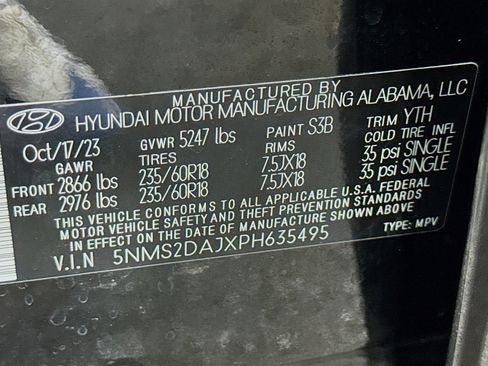 MANUFACTURED BY
HYUNDAI MOTOR MANUFACTURING ALABAMA, LLC
Oct/17/23 GVWR 5247 lbs PAINT S3B TRIM YTH
GAWR TIRES RIMS COLD TIRE INFL
FRONT 2866 lbs 235/60R18 7.5JX18 35 psi SINGLE
REAR 2976 lbs 235/60R18 7.5JX18 35 psi SINGLE
THIS VEHICLE CONFORMS TO ALL APPLICABLE U.S.A. FEDERAL
MOTOR VEHICLE SAFETY AND THEFT PREVENTION STANDARDS
IN EFFECT ON THE DATE OF MANUFACTURE SHOWN ABOVE.
V.I.N 5NMS2DAJXPH635495 TYPE: MPV